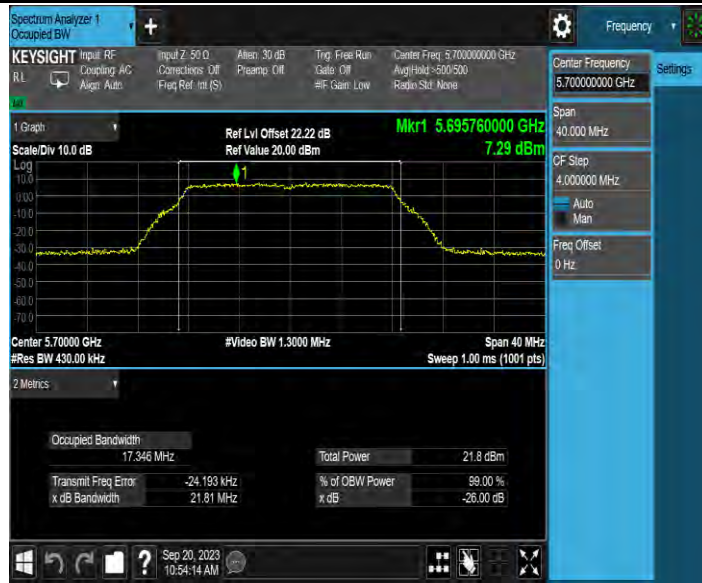 Spectrum Analyzer 1
Occupied BW
+
Frequency
KEYSIGHT Input: RF
RL
Coupling: AC
Align: Auto
Input Z: 50 Ω
Corrections: Off
Freq Ref: Int (S)
Atten: 30 dB
Preamp: Off
Trig: Free Run
Gate: Off
#IF Gain: Low
Center Freq: 5.700000000 GHz
Avg|Hold:>500/500
Radio Std: None
1 Graph
Scale/Div 10.0 dB
Ref Lvl Offset 22.22 dB
Ref Value 20.00 dBm
Mkr1 5.695760000 GHz
7.29 dBm
Log
10.0
0.00
-10.0
-20.0
-30.0
-40.0
-50.0
-60.0
-70.0
1
Center 5.70000 GHz
#Res BW 430.00 kHz
#Video BW 1.3000 MHz
Span 40 MHz
Sweep 1.00 ms (1001 pts)
2 Metrics
Occupied Bandwidth
17.346 MHz
Total Power 21.8 dBm
Transmit Freq Error -24.193 kHz
% of OBW Power 99.00 %
x dB Bandwidth 21.81 MHz
x dB -26.00 dB
Center Frequency
5.700000000 GHz
Settings
Span
40.000 MHz
CF Step
4.000000 MHz
Auto
Man
Freq Offset
0 Hz
?
Sep 20, 2023
10:54:14 AM